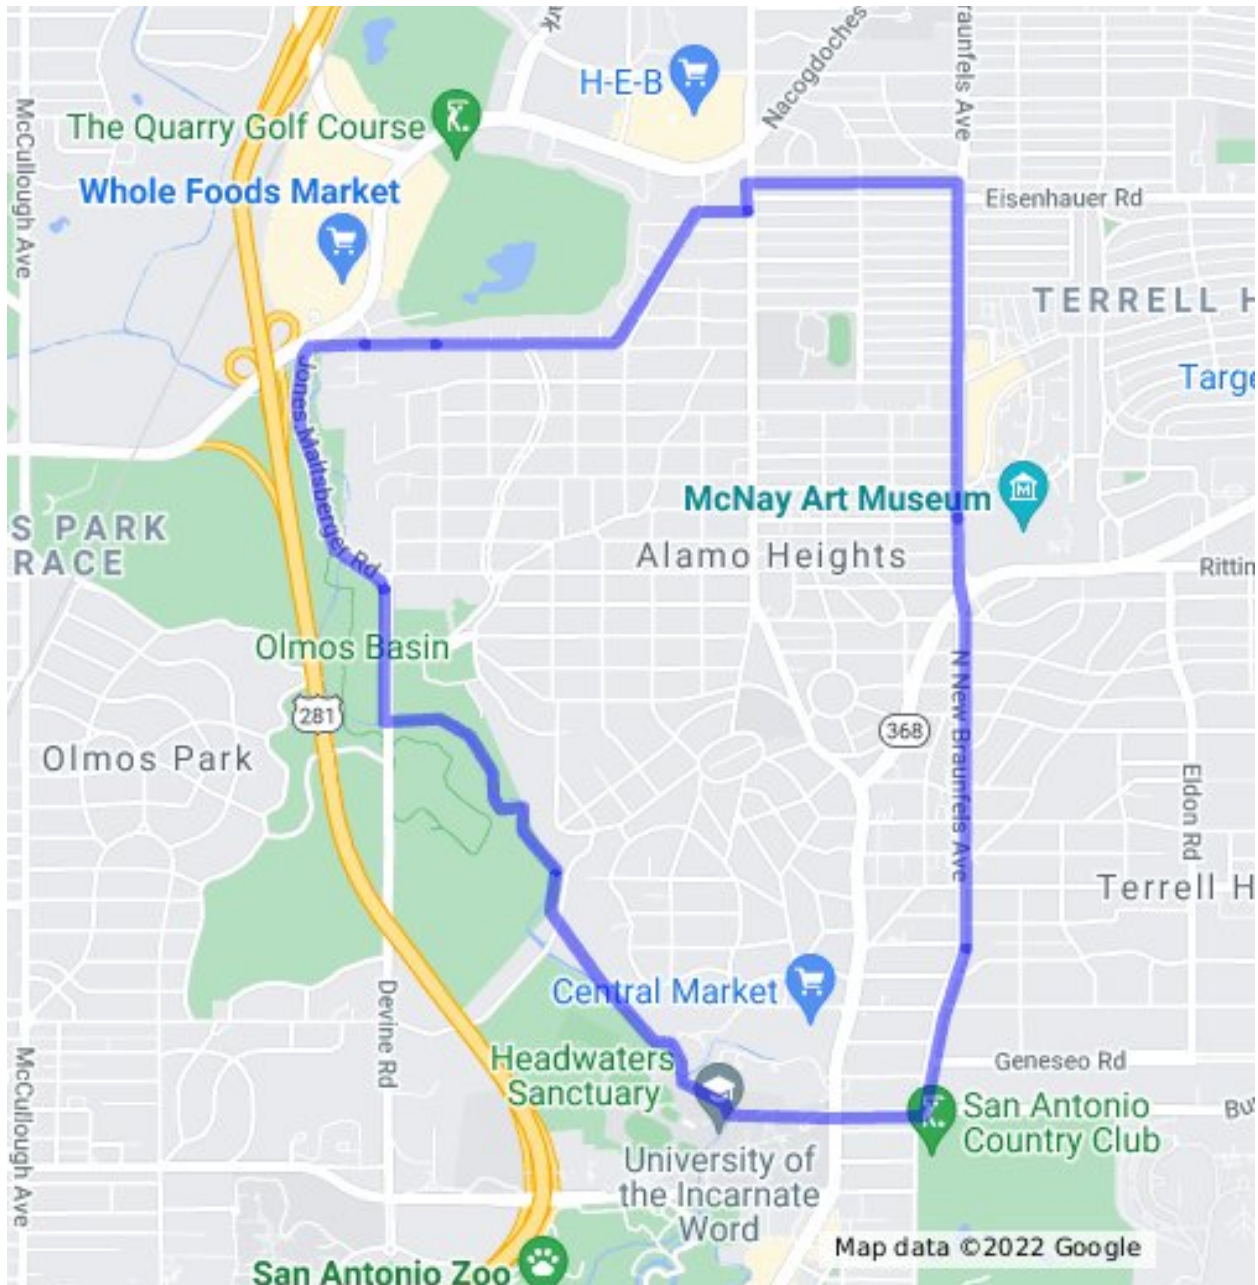 ark
H-E-B
Nacogdoches
raunfels Ave
McCullough Ave
The Quarry Golf Course
Whole Foods Market
Eisenhauer Rd
TERRELL H
Targe
Jones Maltsberger Rd
McNay Art Museum
S PARK
RACE
Alamo Heights
Rittim
Olmos Basin
281
N New Braunfels Ave
368
Olmos Park
Eldon Rd
Terrell H
Central Market
Devine Rd
Headwaters
Sanctuary
Geneseo Rd
McCullough Ave
San Antonio
Country Club
Bu
University of
the Incarnate
Word
Map data ©2022 Google
San Antonio Zoo